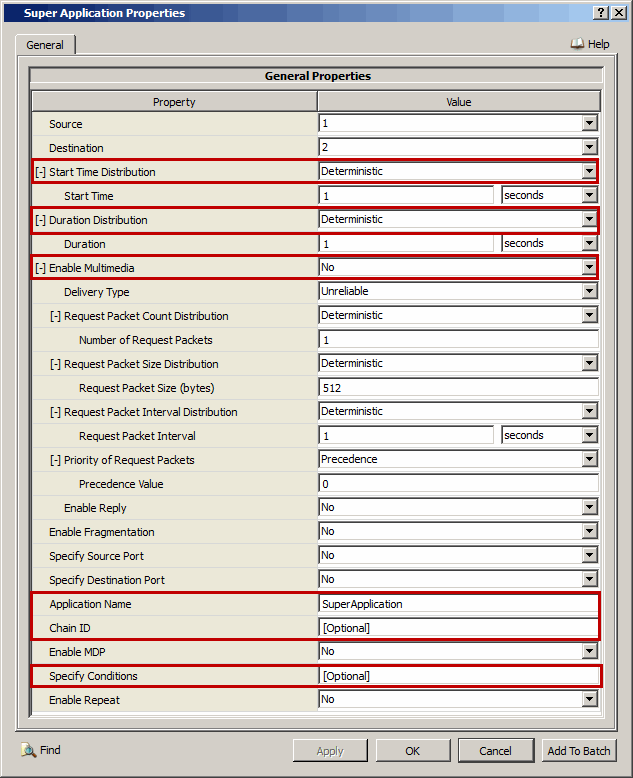 Super Application Properties
General
Help
General Properties
Property Value
Source 1
Destination 2
[-] Start Time Distribution Deterministic
Start Time 1 seconds
[-] Duration Distribution Deterministic
Duration 1 seconds
[-] Enable Multimedia No
Delivery Type Unreliable
[-] Request Packet Count Distribution Deterministic
Number of Request Packets 1
[-] Request Packet Size Distribution Deterministic
Request Packet Size (bytes) 512
[-] Request Packet Interval Distribution Deterministic
Request Packet Interval 1 seconds
[-] Priority of Request Packets Precedence
Precedence Value 0
Enable Reply No
Enable Fragmentation No
Specify Source Port No
Specify Destination Port No
Application Name SuperApplication
Chain ID [Optional]
Enable MDP No
Specify Conditions [Optional]
Enable Repeat No
Find Apply OK Cancel Add To Batch